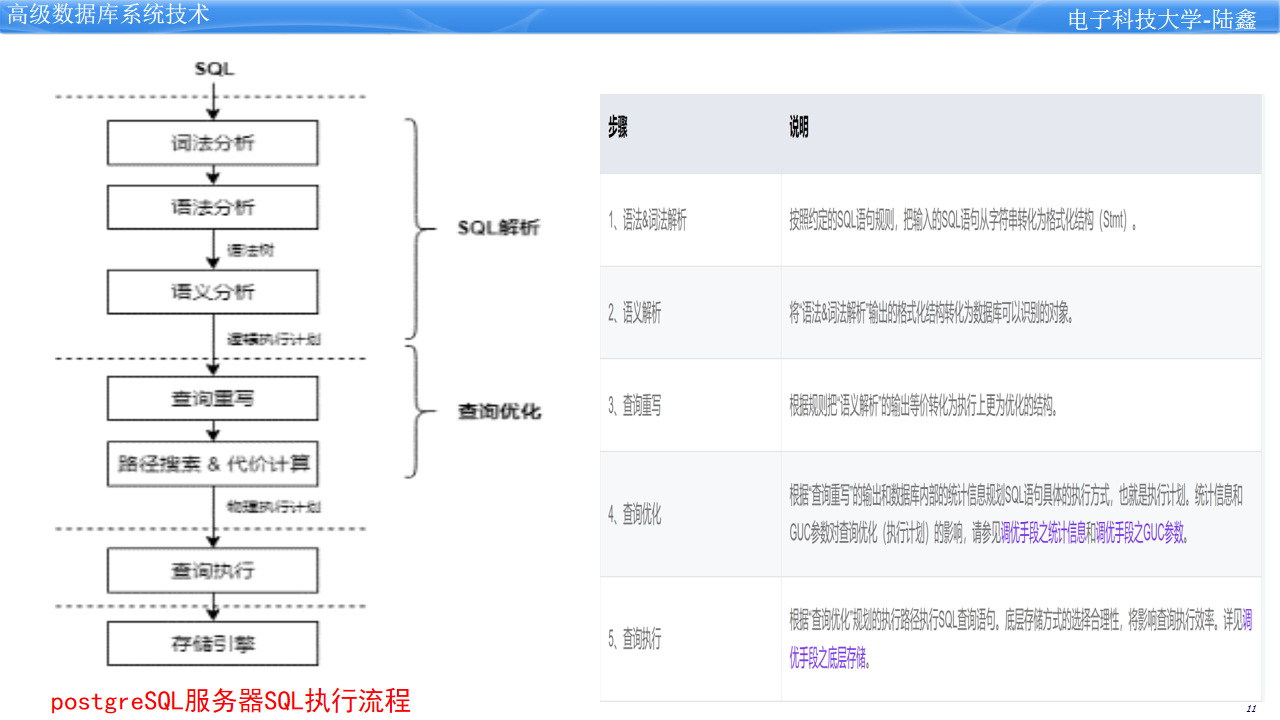 高级数据库系统技术
电子科技大学-陆鑫
SQL
词法分析
语法分析
语法树
语义分析
逻辑执行计划
查询重写
路径搜索 & 代价计算
物理执行计划
查询执行
存储引擎
SQL解析
查询优化
postgreSQL服务器SQL执行流程
步骤 说明
1、语法&词法解析 按照约定的SQL语句规则，把输入的SQL语句从字符串转化为格式化结构（Stmt）。
2、语义解析 将“语法&词法解析”输出的格式化结构转化为数据库可以识别的对象。
3、查询重写 根据规则把“语义解析”的输出等价转化为执行上更为优化的结构。
4、查询优化 根据“查询重写”的输出和数据库内部的统计信息规划SQL语句具体的执行方式，也就是执行计划。统计信息和
GUC参数对查询优化（执行计划）的影响，请参见调优手段之统计信息和调优手段之GUC参数。
5、查询执行 根据“查询优化”规划的执行路径执行SQL查询语句。底层存储方式的选择合理性，将影响查询执行效率。详见调
优手段之底层存储。
11